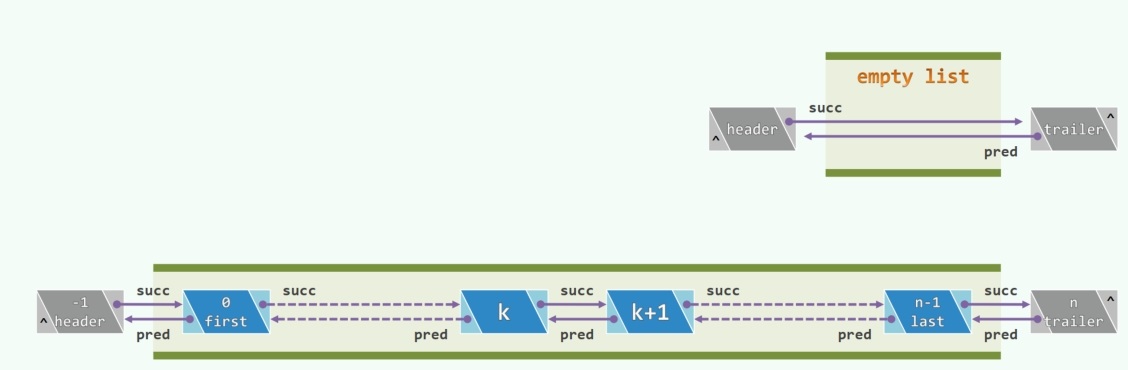 empty list
succ
header
trailer
^
^
pred
succ
succ
succ
succ
succ
-1
header
0
first
k
k+1
n-1
last
n
trailer
^
^
pred
pred
pred
pred
pred